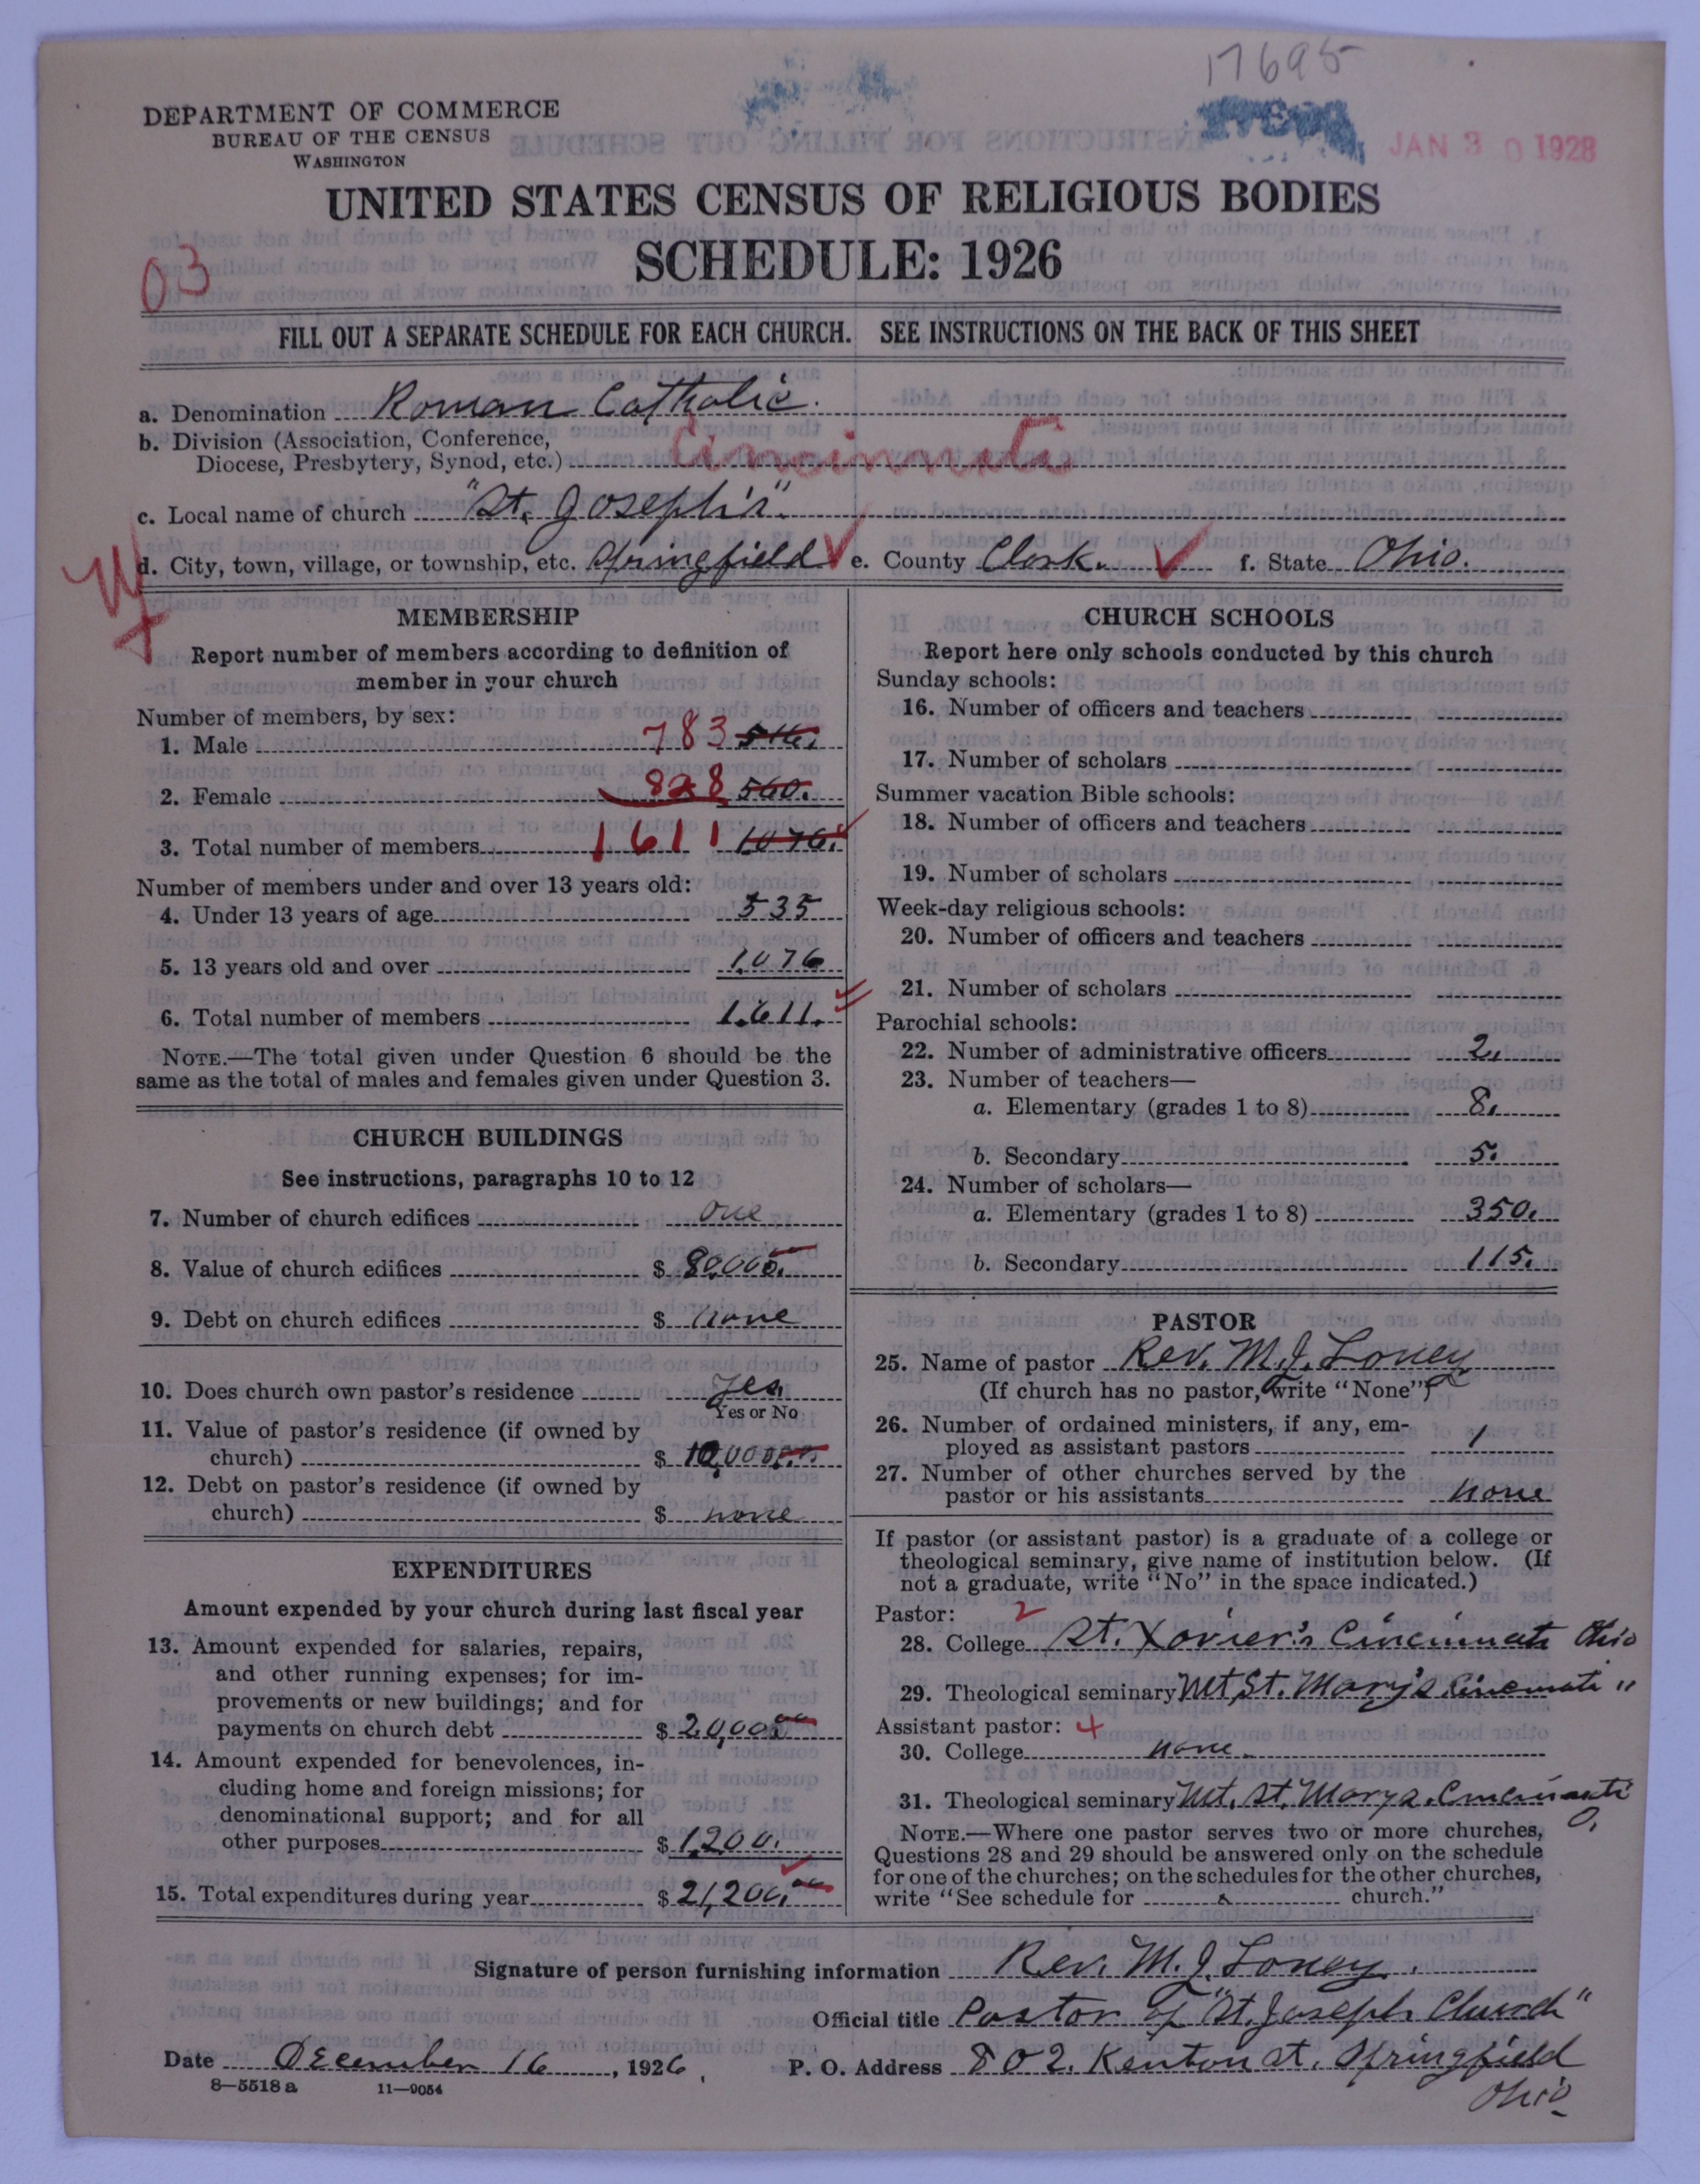 17695
JAN 30 1928
DEPARTMENT OF COMMERCE
BUREAU OF THE CENSUS
WASHINGTON
UNITED STATES CENSUS OF RELIGIOUS BODIES
SCHEDULE: 1926
03
FILL OUT A SEPARATE SCHEDULE FOR EACH CHURCH. SEE INSTRUCTIONS ON THE BACK OF THIS SHEET
a. Denomination Roman Catholic.
b. Division (Association, Conference,
Diocese, Presbytery, Synod, etc.) Cincinnati
c. Local name of church "St. Joseph's".
d. City, town, village, or township, etc. Springfield e. County Clark. f. State Ohio.
MEMBERSHIP
Report number of members according to definition of
member in your church
Number of members, by sex:
1. Male 783 516.
2. Female 828 560.
3. Total number of members 1611 1076.
Number of members under and over 13 years old:
4. Under 13 years of age 535
5. 13 years old and over 1076
6. Total number of members 1.611.
NOTE.—The total given under Question 6 should be the
same as the total of males and females given under Question 3.
CHURCH BUILDINGS
See instructions, paragraphs 10 to 12
7. Number of church edifices one
8. Value of church edifices $ 80,000.
9. Debt on church edifices $ none
10. Does church own pastor's residence yes
Yes or No
11. Value of pastor's residence (if owned by
church) $ 10,000
12. Debt on pastor's residence (if owned by
church) $ none
EXPENDITURES
Amount expended by your church during last fiscal year
13. Amount expended for salaries, repairs,
and other running expenses; for im-
provements or new buildings; and for
payments on church debt $ 20,000
14. Amount expended for benevolences, in-
cluding home and foreign missions; for
denominational support; and for all
other purposes $ 1,200.
15. Total expenditures during year $ 21,200.
CHURCH SCHOOLS
Report here only schools conducted by this church
Sunday schools:
16. Number of officers and teachers
17. Number of scholars
Summer vacation Bible schools:
18. Number of officers and teachers
19. Number of scholars
Week-day religious schools:
20. Number of officers and teachers
21. Number of scholars
Parochial schools:
22. Number of administrative officers 2.
23. Number of teachers—
a. Elementary (grades 1 to 8) 8.
b. Secondary 5.
24. Number of scholars—
a. Elementary (grades 1 to 8) 350.
b. Secondary 115.
PASTOR
25. Name of pastor Rev. M. J. Loney
(If church has no pastor, write "None")
26. Number of ordained ministers, if any, em-
ployed as assistant pastors 1
27. Number of other churches served by the
pastor or his assistants none
If pastor (or assistant pastor) is a graduate of a college or
theological seminary, give name of institution below. (If
not a graduate, write "No" in the space indicated.)
Pastor: 2
28. College St. Xavier's Cincinnati Ohio
29. Theological seminary Mt St. Mary's Cincinnati "
Assistant pastor: 4
30. College none
31. Theological seminary Mt. St. Marys. Cincinnati
O.
NOTE.—Where one pastor serves two or more churches,
Questions 28 and 29 should be answered only on the schedule
for one of the churches; on the schedules for the other churches,
write "See schedule for church."
Signature of person furnishing information Rev. M. J. Loney.
Official title Pastor of "St. Joseph Church"
Date December 16, 1926. P. O. Address 802. Kenton St. Springfield
Ohio
8—5518 a 11—9054